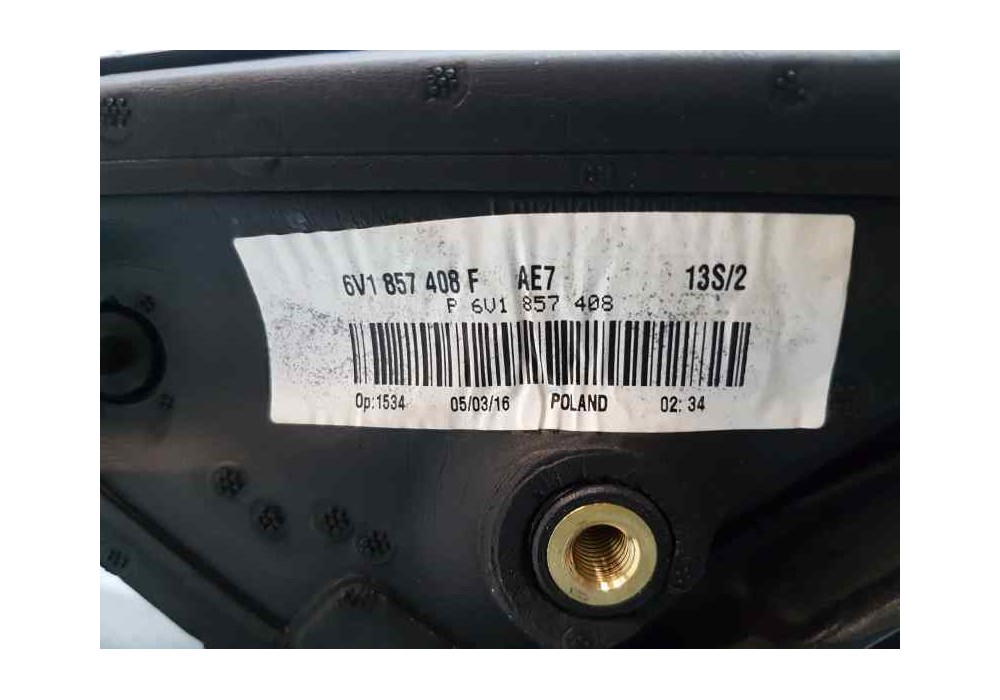 6V1 857 408 F AE7 13S/2
P 6V1 857 408
Op:1534 05/03/16 POLAND 02:34